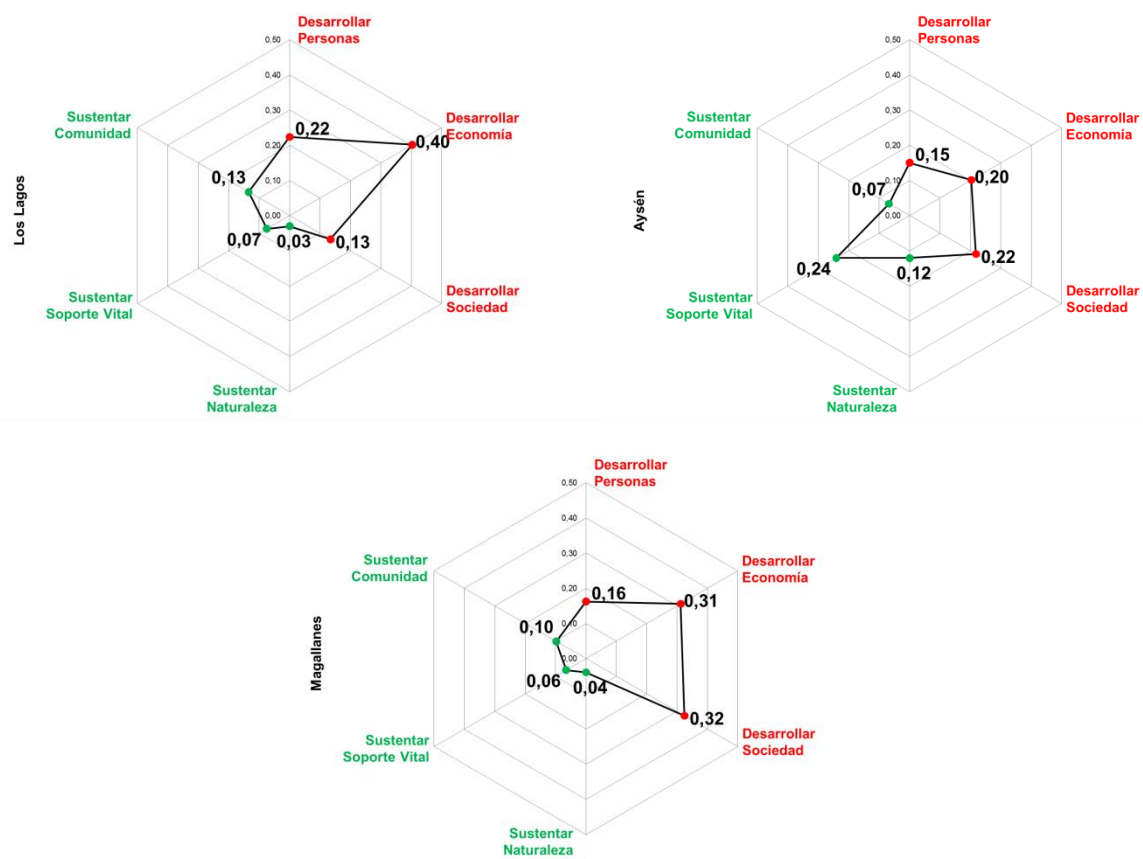 Los Lagos
Desarrollar
Personas
0,50
0,40
0,30
0,20
0,10
0,00
Desarrollar
Economía
Desarrollar
Sociedad
Sustentar
Naturaleza
Sustentar
Soporte Vital
Sustentar
Comunidad
0,22
0,40
0,13
0,03
0,07
0,13
Aysén
Desarrollar
Personas
0,50
0,40
0,30
0,20
0,10
0,00
Desarrollar
Economía
Desarrollar
Sociedad
Sustentar
Naturaleza
Sustentar
Soporte Vital
Sustentar
Comunidad
0,15
0,20
0,22
0,12
0,24
0,07
Magallanes
Desarrollar
Personas
0,50
0,40
0,30
0,20
0,10
0,00
Desarrollar
Economía
Desarrollar
Sociedad
Sustentar
Naturaleza
Sustentar
Soporte Vital
Sustentar
Comunidad
0,16
0,31
0,32
0,04
0,06
0,10